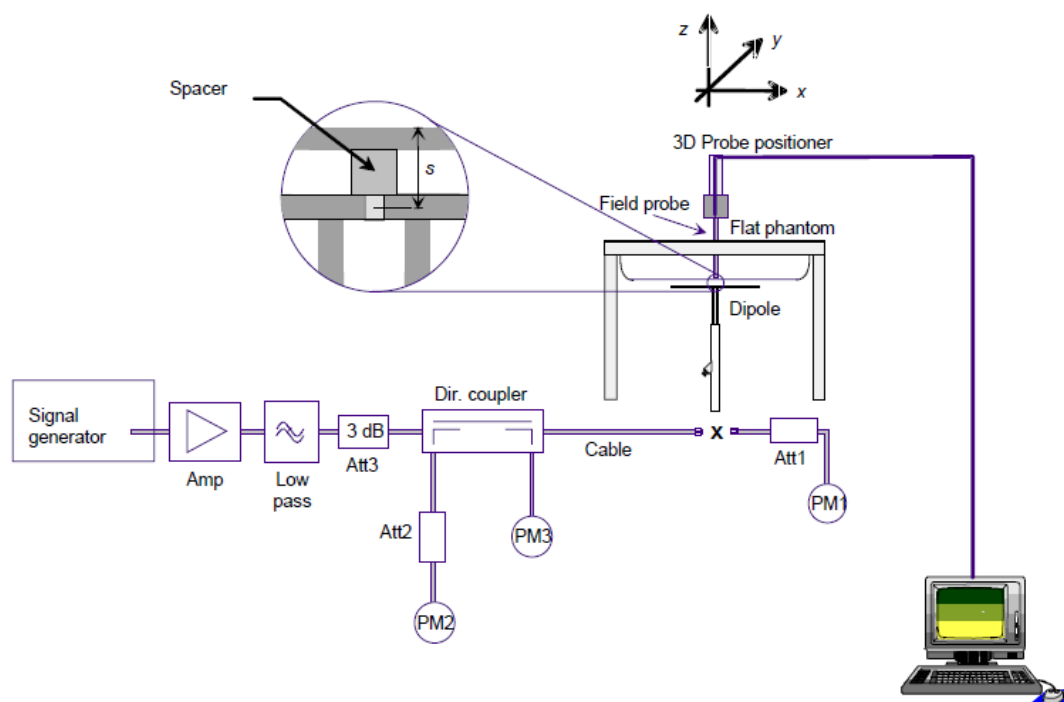 z
y
x
Spacer
s
3D Probe positioner
Field probe
Flat phantom
Dipole
Signal
generator
Amp
Low
pass
3 dB
Att3
Dir. coupler
Cable
X
Att1
PM1
Att2
PM3
PM2